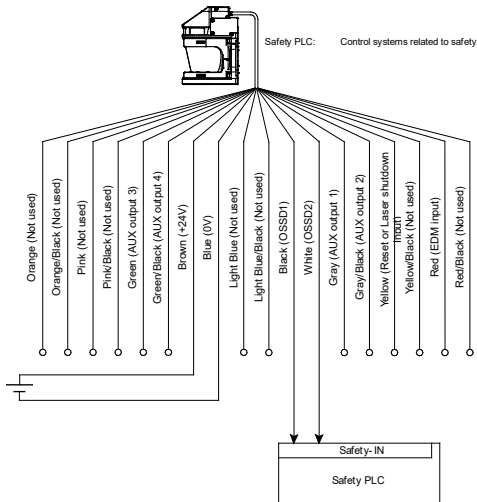 Safety PLC: Control systems related to safety
Orange (Not used)
Orange/Black (Not used)
Pink (Not used)
Pink/Black (Not used)
Green (AUX output 3)
Green/Black (AUX output 4)
Brown (+24V)
Blue (0V)
Light Blue (Not used)
Light Blue/Black (Not used)
Black (OSSD1)
White (OSSD2)
Gray (AUX output 1)
Gray/Black (AUX output 2)
Yellow (Reset or Laser shutdown
Input)
Yellow/Black (Not used)
Red (EDM input)
Red/Black (Not used)
Safety- IN
Safety PLC